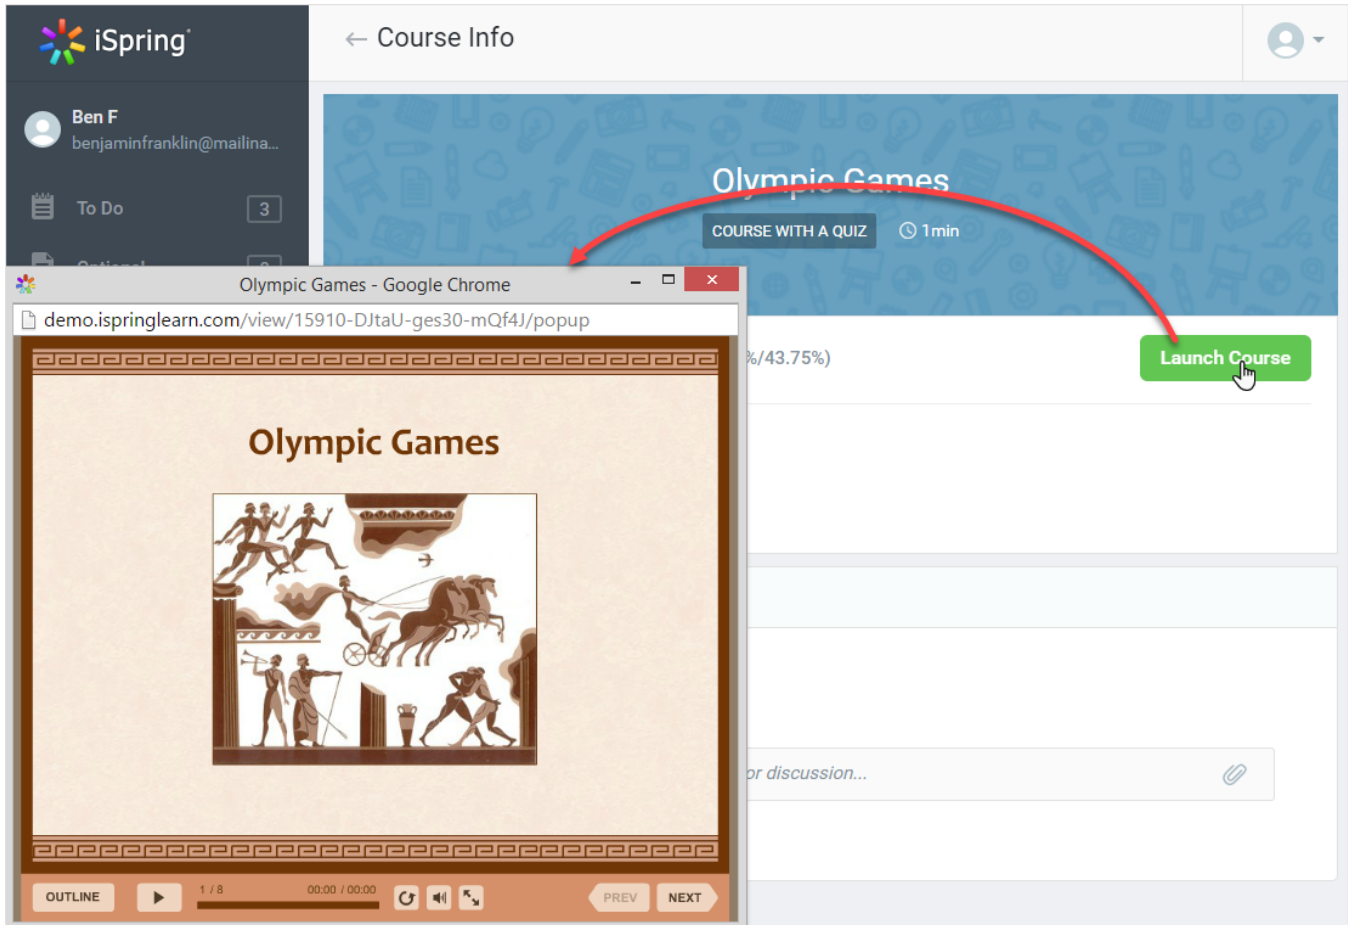 iSpring
← Course Info
Ben F
benjaminfranklin@mailina...
To Do
3
Olympic Games
COURSE WITH A QUIZ
1min
Optional
Olympic Games - Google Chrome
demo.ispringlearn.com/view/15910-DJtaU-ges30-mQf4J/popup
%/43.75%)
Launch Course
Olympic Games
or discussion...
OUTLINE
1 / 8
00:00 / 00:00
PREV
NEXT